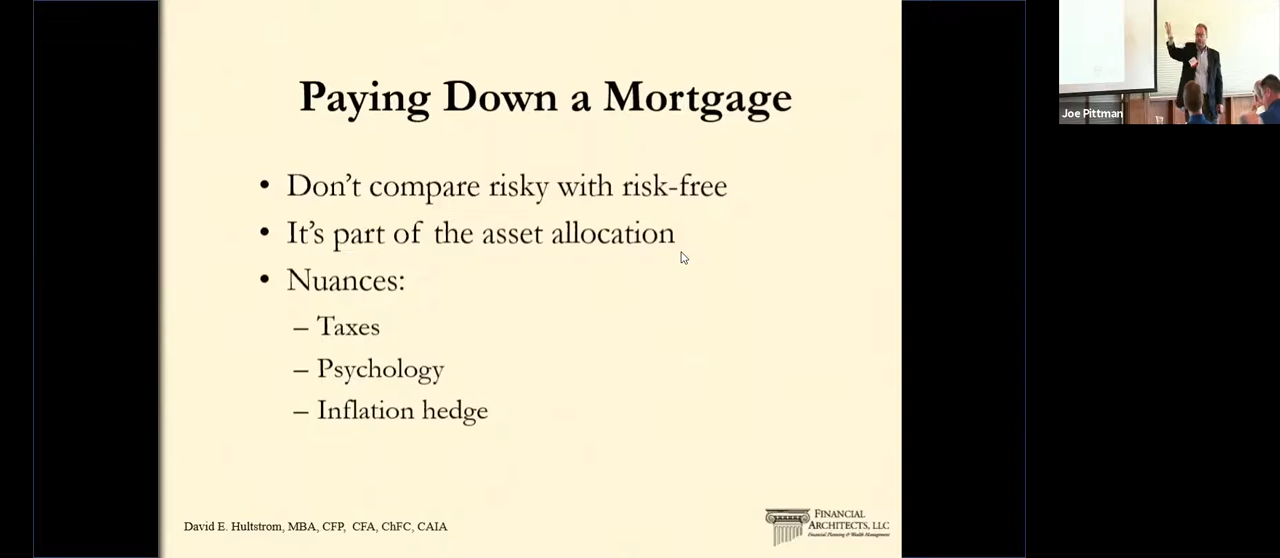 Paying Down a Mortgage
• Don’t compare risky with risk-free
• It’s part of the asset allocation
• Nuances:
– Taxes
– Psychology
– Inflation hedge
David E. Hultstrom, MBA, CFP, CFA, ChFC, CAIA
FINANCIAL
ARCHITECTS, LLC
Financial Planning & Wealth Management
Joe Pittman